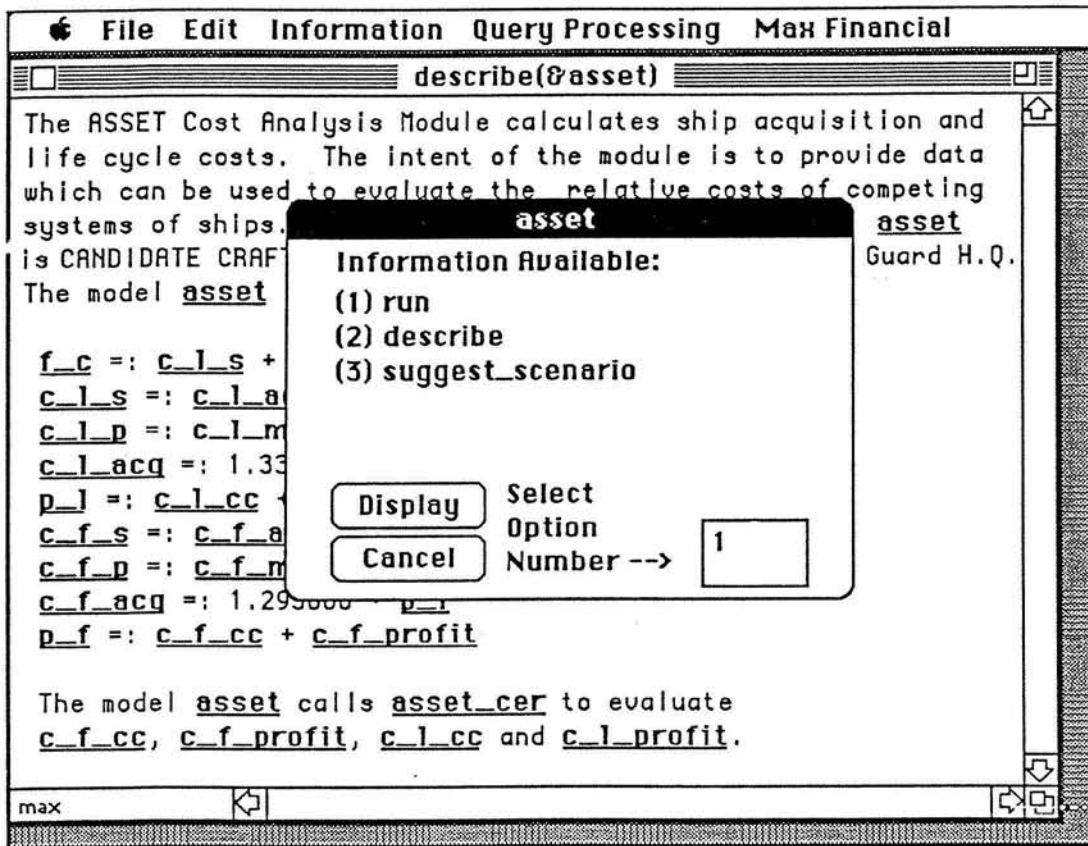 File Edit Information Query Processing Max Financial
describe(&asset)
The ASSET Cost Analysis Module calculates ship acquisition and
life cycle costs. The intent of the module is to provide data
which can be used to evaluate the relative costs of competing
systems of ships. asset
is CANDIDATE CRAFT Guard H.Q.
The model asset
f_c =: c_l_s +
c_l_s =: c_l_a
c_l_p =: c_l_m
c_l_acq =: 1.33
p_l =: c_l_cc +
c_f_s =: c_f_a
c_f_p =: c_f_m
c_f_acq =: 1.295000 * p_f
p_f =: c_f_cc + c_f_profit
The model asset calls asset_cer to evaluate
c_f_cc, c_f_profit, c_l_cc and c_l_profit.
asset
Information Available:
(1) run
(2) describe
(3) suggest_scenario
Display
Cancel
Select
Option
Number -->
1
max